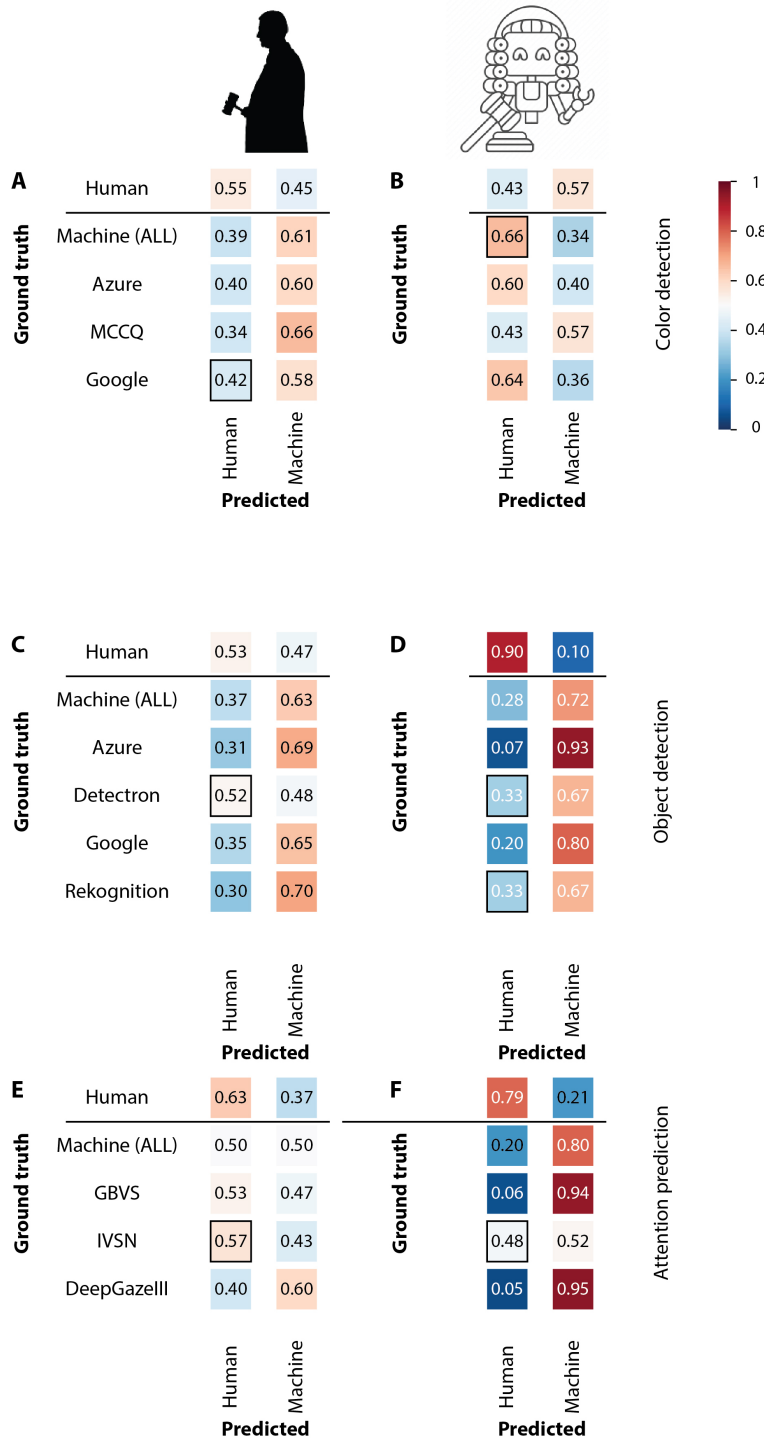 A
Human 0.55 0.45
Machine (ALL) 0.39 0.61
Azure 0.40 0.60
MCCQ 0.34 0.66
Google 0.42 0.58
Ground truth
Human Machine
Predicted
B
0.43 0.57
0.66 0.34
0.60 0.40
0.43 0.57
0.64 0.36
Ground truth
Human Machine
Predicted
Color detection
1
0.8
0.6
0.4
0.2
0
C
Human 0.53 0.47
Machine (ALL) 0.37 0.63
Azure 0.31 0.69
Detectron 0.52 0.48
Google 0.35 0.65
Rekognition 0.30 0.70
Ground truth
Human Machine
Predicted
D
0.90 0.10
0.28 0.72
0.07 0.93
0.33 0.67
0.20 0.80
0.33 0.67
Ground truth
Human Machine
Predicted
Object detection
E
Human 0.63 0.37
Machine (ALL) 0.50 0.50
GBVS 0.53 0.47
IVSN 0.57 0.43
DeepGazeIII 0.40 0.60
Ground truth
Human Machine
Predicted
F
0.79 0.21
0.20 0.80
0.06 0.94
0.48 0.52
0.05 0.95
Ground truth
Human Machine
Predicted
Attention prediction